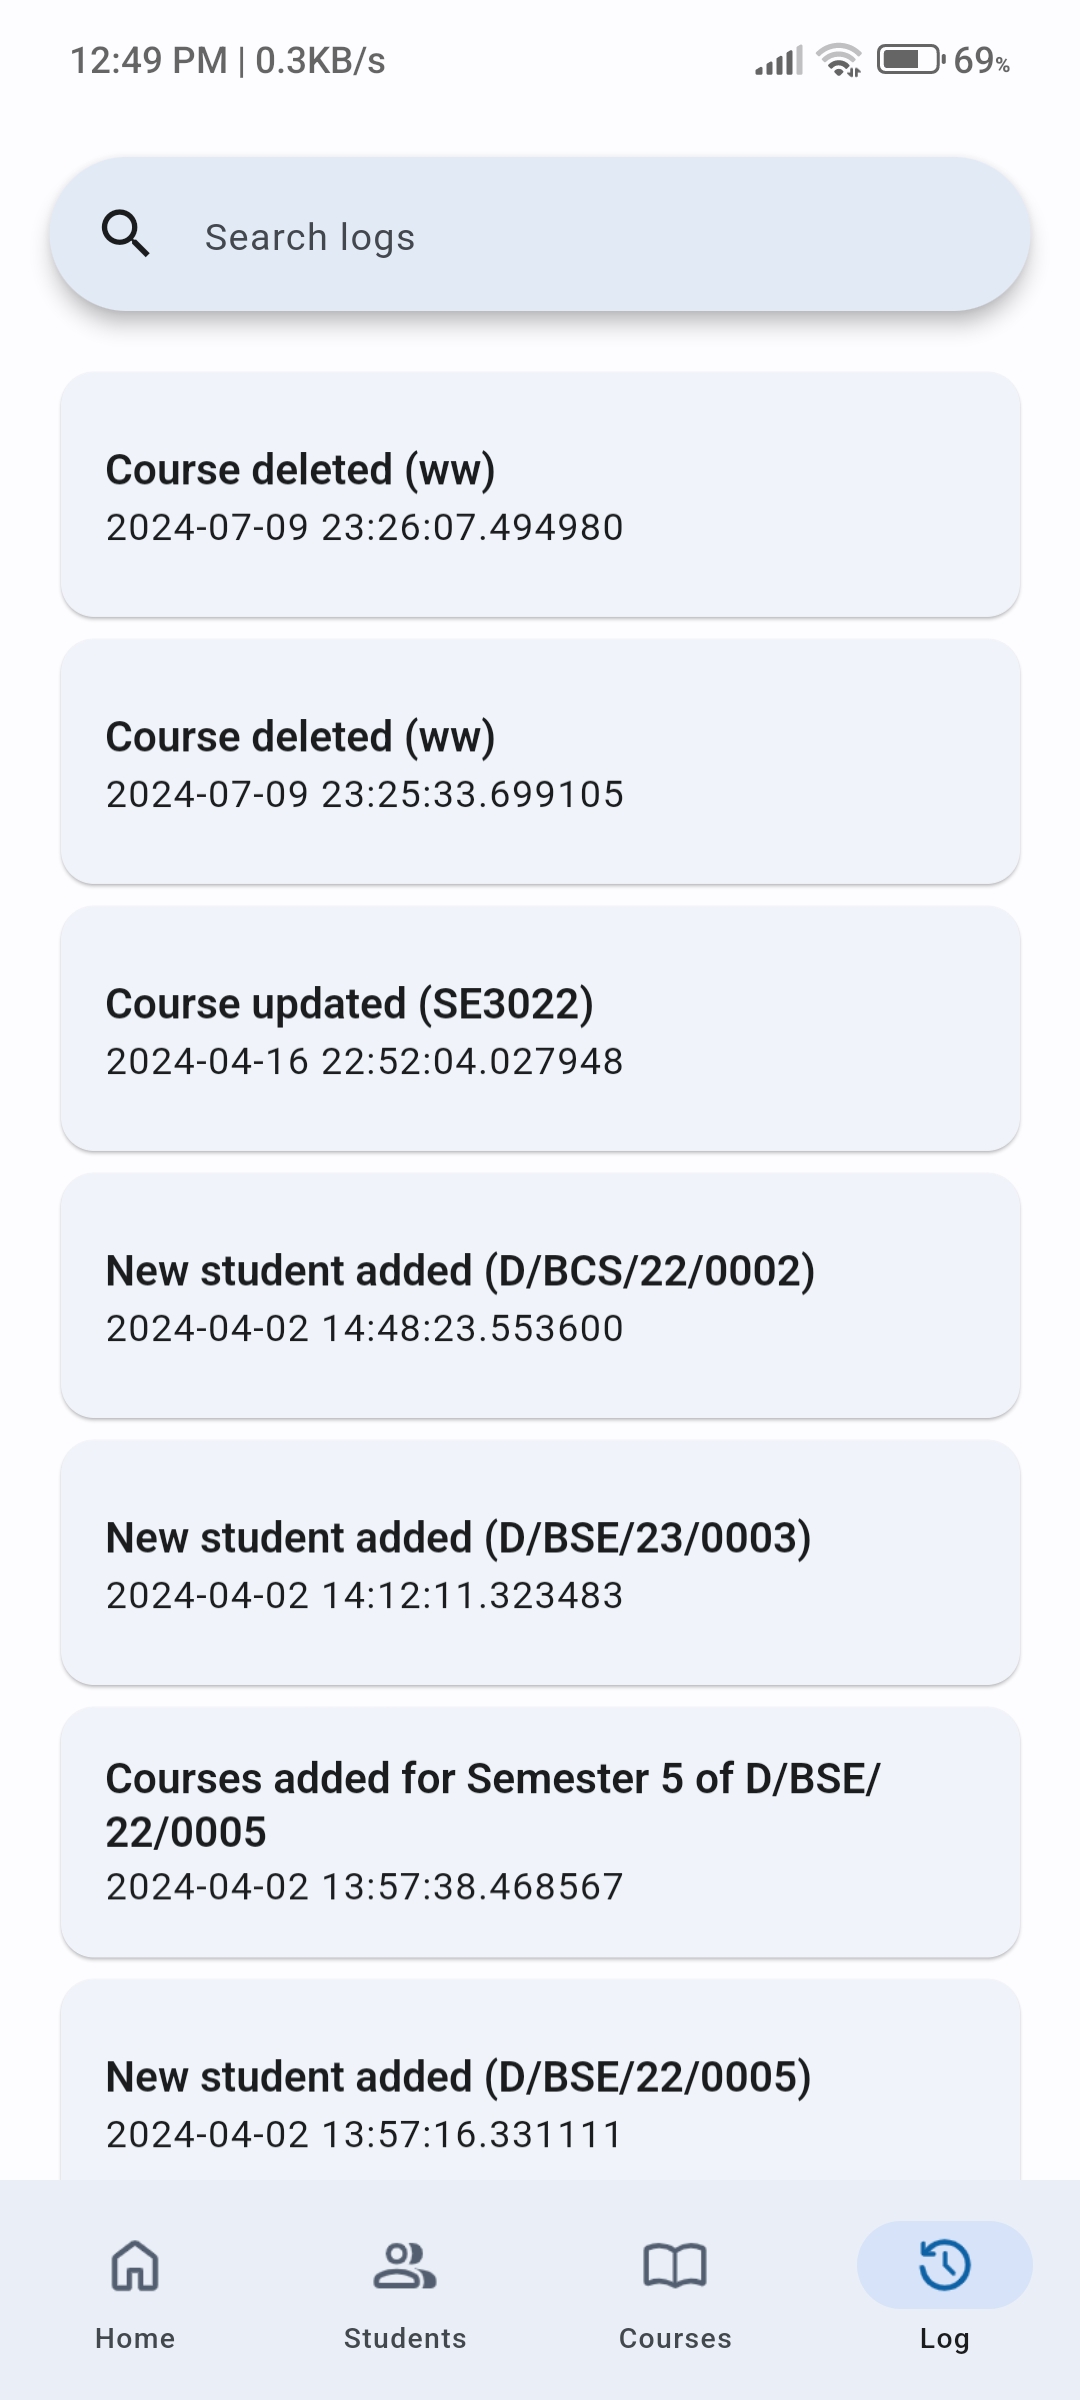 12:49 PM | 0.3KB/s 69%
Search logs
Course deleted (ww)
2024-07-09 23:26:07.494980
Course deleted (ww)
2024-07-09 23:25:33.699105
Course updated (SE3022)
2024-04-16 22:52:04.027948
New student added (D/BCS/22/0002)
2024-04-02 14:48:23.553600
New student added (D/BSE/23/0003)
2024-04-02 14:12:11.323483
Courses added for Semester 5 of D/BSE/
22/0005
2024-04-02 13:57:38.468567
New student added (D/BSE/22/0005)
2024-04-02 13:57:16.331111
Home Students Courses Log